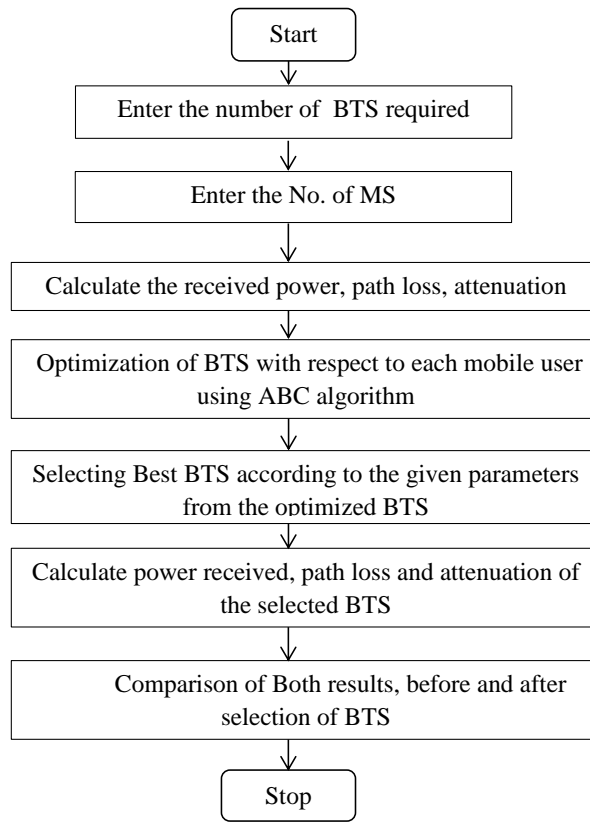 Start
Enter the number of BTS required
Enter the No. of MS
Calculate the received power, path loss, attenuation
Optimization of BTS with respect to each mobile user
using ABC algorithm
Selecting Best BTS according to the given parameters
from the optimized BTS
Calculate power received, path loss and attenuation of
the selected BTS
Comparison of Both results, before and after
selection of BTS
Stop